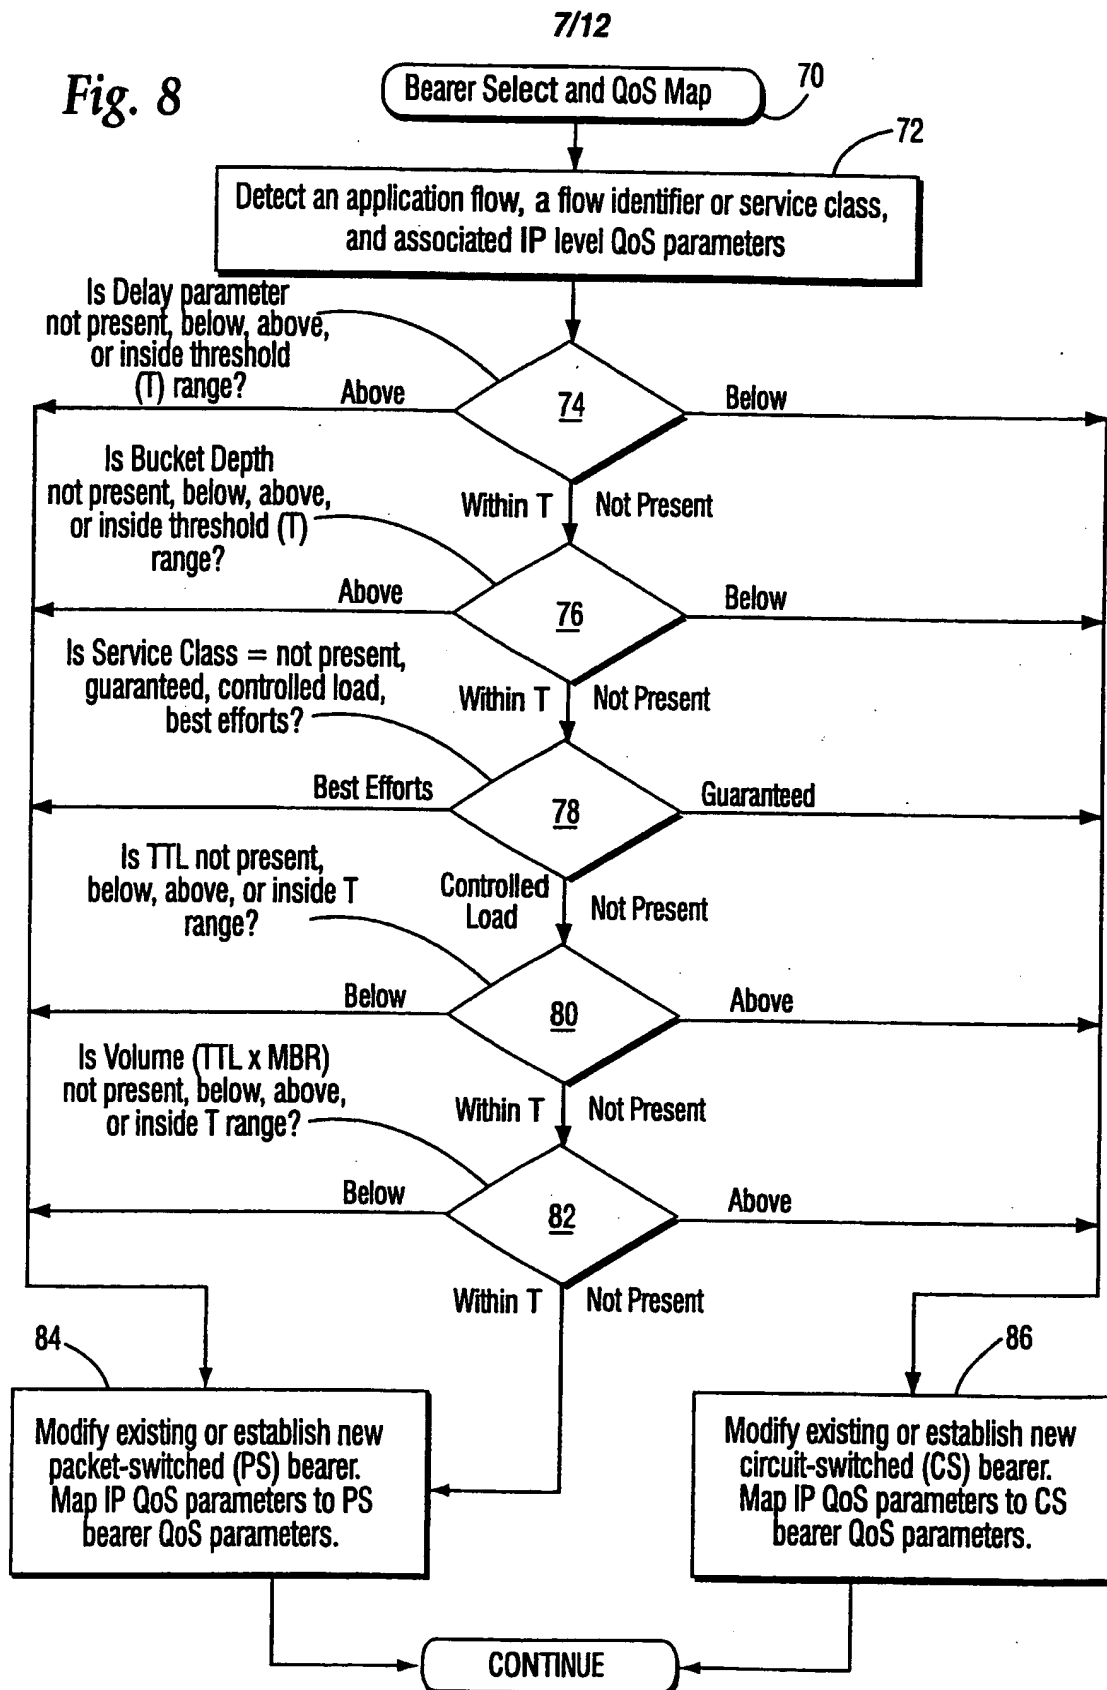 7/12
Fig. 8
Bearer Select and QoS Map
70
72
Detect an application flow, a flow identifier or service class,
and associated IP level QoS parameters
Is Delay parameter
not present, below, above,
or inside threshold
(T) range?
Above
74
Below
Within T
Not Present
Is Bucket Depth
not present, below, above,
or inside threshold (T)
range?
Above
76
Below
Within T
Not Present
Is Service Class = not present,
guaranteed, controlled load,
best efforts?
Best Efforts
78
Guaranteed
Controlled
Load
Not Present
Is TTL not present,
below, above, or inside T
range?
Below
80
Above
Within T
Not Present
Is Volume (TTL x MBR)
not present, below, above,
or inside T range?
Below
82
Above
Within T
Not Present
84
Modify existing or establish new
packet-switched (PS) bearer.
Map IP QoS parameters to PS
bearer QoS parameters.
86
Modify existing or establish new
circuit-switched (CS) bearer.
Map IP QoS parameters to CS
bearer QoS parameters.
CONTINUE